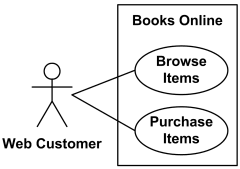 Books Online
Browse
Items
Purchase
Items
Web Customer